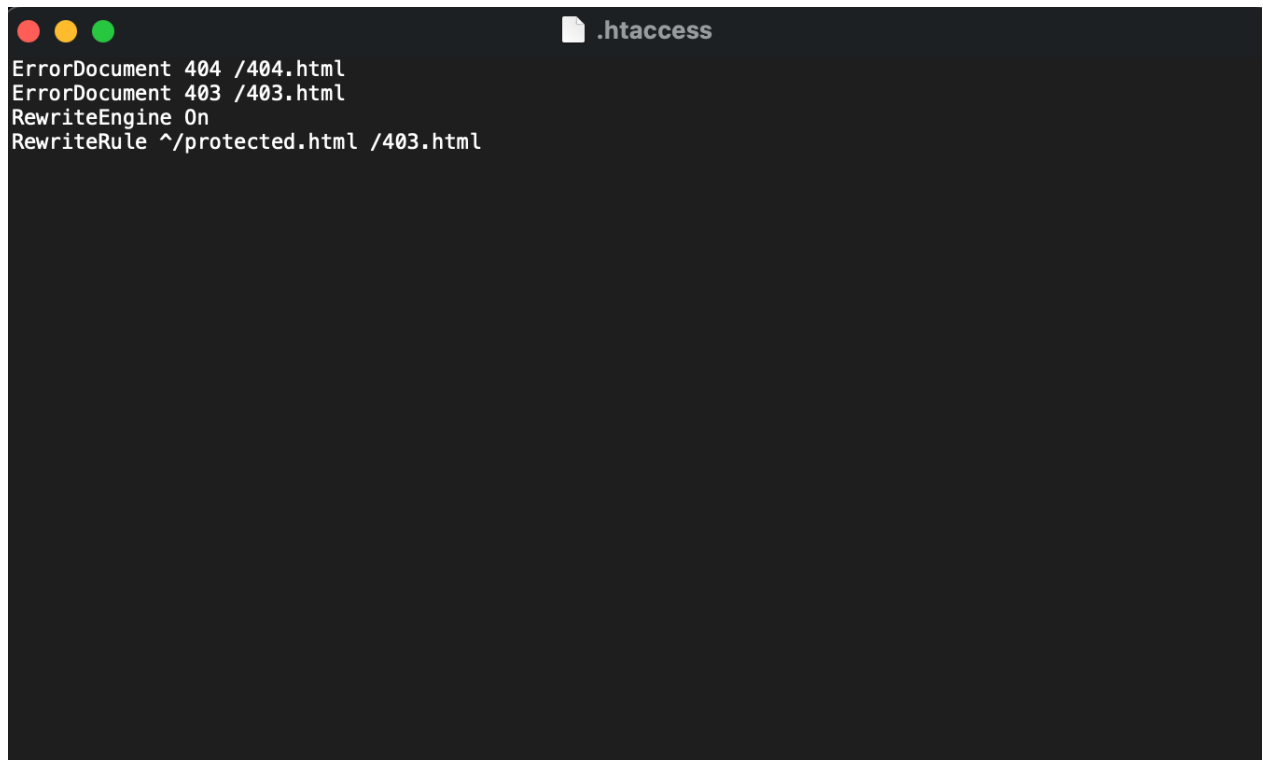 .htaccess
ErrorDocument 404 /404.html
ErrorDocument 403 /403.html
RewriteEngine On
RewriteRule ^/protected.html /403.html